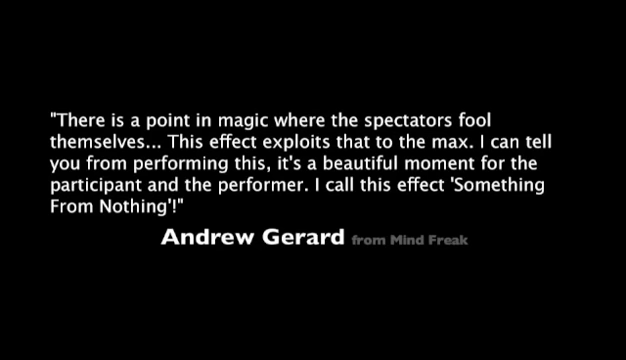 "There is a point in magic where the spectators fool
themselves... This effect exploits that to the max. I can tell
you from performing this, it's a beautiful moment for the
participant and the performer. I call this effect 'Something
From Nothing'!"
Andrew Gerard from Mind Freak